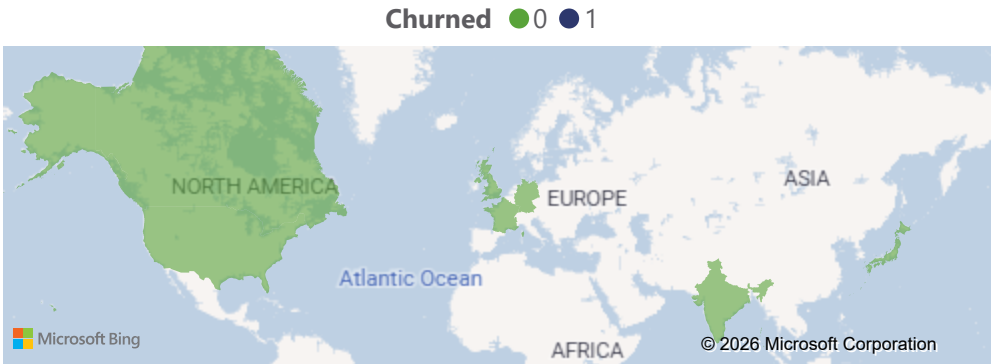 Churned 0 1
NORTH AMERICA
EUROPE
ASIA
Atlantic Ocean
AFRICA
Microsoft Bing
© 2026 Microsoft Corporation